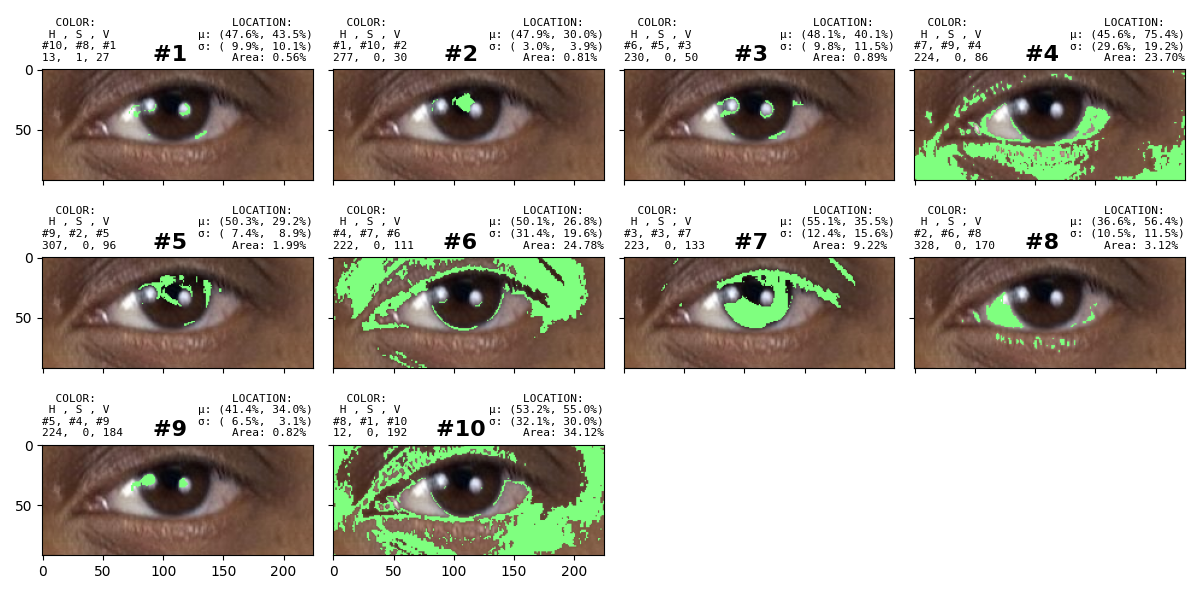 COLOR: LOCATION:
H , S , V μ: (47.6%, 43.5%)
#10, #8, #1 σ: ( 9.9%, 10.1%)
13, 1, 27 #1 Area: 0.56%
COLOR: LOCATION:
H , S , V μ: (47.9%, 30.0%)
#1, #10, #2 σ: ( 3.0%, 3.9%)
277, 0, 30 #2 Area: 0.81%
COLOR: LOCATION:
H , S , V μ: (48.1%, 40.1%)
#6, #5, #3 σ: ( 9.8%, 11.5%)
230, 0, 50 #3 Area: 0.89%
COLOR: LOCATION:
H , S , V μ: (45.6%, 75.4%)
#7, #9, #4 σ: (29.6%, 19.2%)
224, 0, 86 #4 Area: 23.70%
0
50
COLOR: LOCATION:
H , S , V μ: (50.3%, 29.2%)
#9, #2, #5 σ: ( 7.4%, 8.9%)
307, 0, 96 #5 Area: 1.99%
COLOR: LOCATION:
H , S , V μ: (50.1%, 26.8%)
#4, #7, #6 σ: (31.4%, 19.6%)
222, 0, 111 #6 Area: 24.78%
COLOR: LOCATION:
H , S , V μ: (55.1%, 35.5%)
#3, #3, #7 σ: (12.4%, 15.6%)
223, 0, 133 #7 Area: 9.22%
COLOR: LOCATION:
H , S , V μ: (36.6%, 56.4%)
#2, #6, #8 σ: (10.5%, 11.5%)
328, 0, 170 #8 Area: 3.12%
0
50
COLOR: LOCATION:
H , S , V μ: (41.4%, 34.0%)
#5, #4, #9 σ: ( 6.5%, 3.1%)
224, 0, 184 #9 Area: 0.82%
COLOR: LOCATION:
H , S , V μ: (53.2%, 55.0%)
#8, #1, #10 σ: (32.1%, 30.0%)
12, 0, 192 #10 Area: 34.12%
0
50
0 50 100 150 200
0 50 100 150 200